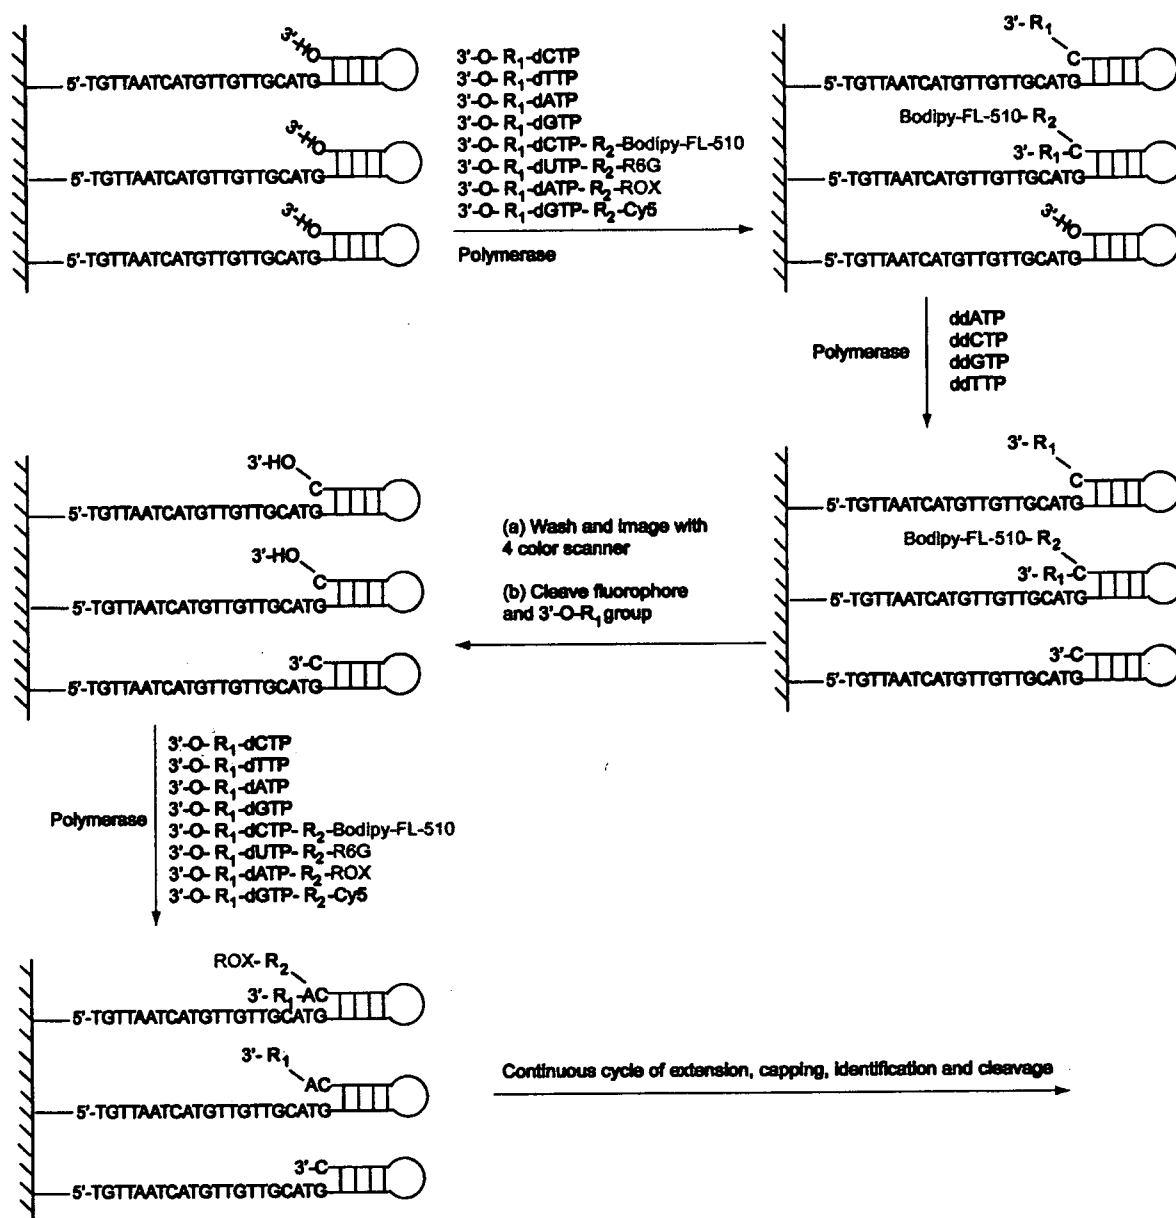 3'-HO
5'-TGTTAATCATGTTGTTGCATG
3'-HO
5'-TGTTAATCATGTTGTTGCATG
3'-HO
5'-TGTTAATCATGTTGTTGCATG
3'-O- R1-dCTP
3'-O- R1-dTTP
3'-O- R1-dATP
3'-O- R1-dGTP
3'-O- R1-dCTP- R2-Bodipy-FL-510
3'-O- R1-dUTP- R2-R6G
3'-O- R1-dATP- R2-ROX
3'-O- R1-dGTP- R2-Cy5
Polymerase
3'- R1
C
5'-TGTTAATCATGTTGTTGCATG
Bodipy-FL-510- R2
3'- R1-C
5'-TGTTAATCATGTTGTTGCATG
3'-HO
5'-TGTTAATCATGTTGTTGCATG
Polymerase
ddATP
ddCTP
ddGTP
ddTTP
3'- R1
C
5'-TGTTAATCATGTTGTTGCATG
Bodipy-FL-510- R2
3'- R1-C
5'-TGTTAATCATGTTGTTGCATG
3'-C
5'-TGTTAATCATGTTGTTGCATG
(a) Wash and image with
4 color scanner
(b) Cleave fluorophore
and 3'-O-R1 group
3'-HO
C
5'-TGTTAATCATGTTGTTGCATG
3'-HO
C
5'-TGTTAATCATGTTGTTGCATG
3'-C
5'-TGTTAATCATGTTGTTGCATG
Polymerase
3'-O- R1-dCTP
3'-O- R1-dTTP
3'-O- R1-dATP
3'-O- R1-dGTP
3'-O- R1-dCTP- R2-Bodipy-FL-510
3'-O- R1-dUTP- R2-R6G
3'-O- R1-dATP- R2-ROX
3'-O- R1-dGTP- R2-Cy5
ROX- R2
3'- R1-AC
5'-TGTTAATCATGTTGTTGCATG
3'- R1
AC
5'-TGTTAATCATGTTGTTGCATG
3'-C
5'-TGTTAATCATGTTGTTGCATG
Continuous cycle of extension, capping, identification and cleavage